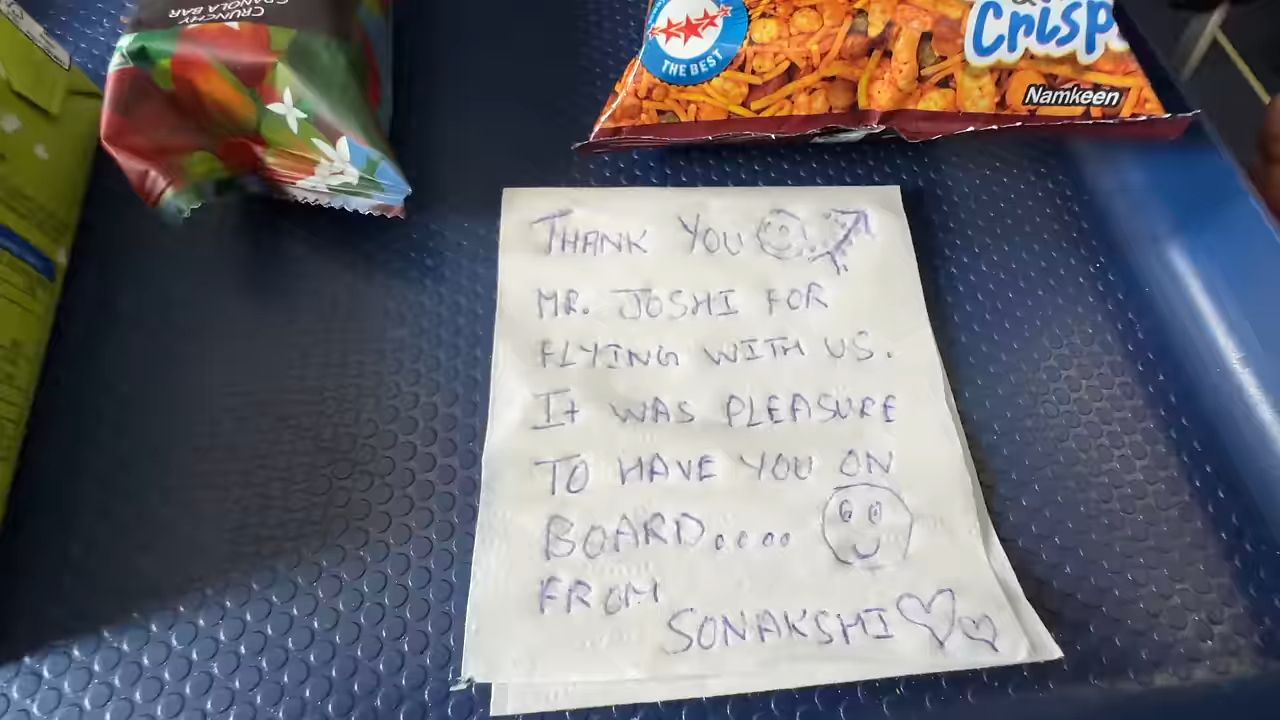 CRUNCHY
GRANOLA BAR
THE BEST
Crisp
Namkeen
THANK YOU
MR. JOSHI FOR
FLYING WITH US.
It WAS PLEASURE
TO HAVE YOU ON
BOARD....
FROM
SONAKSHI